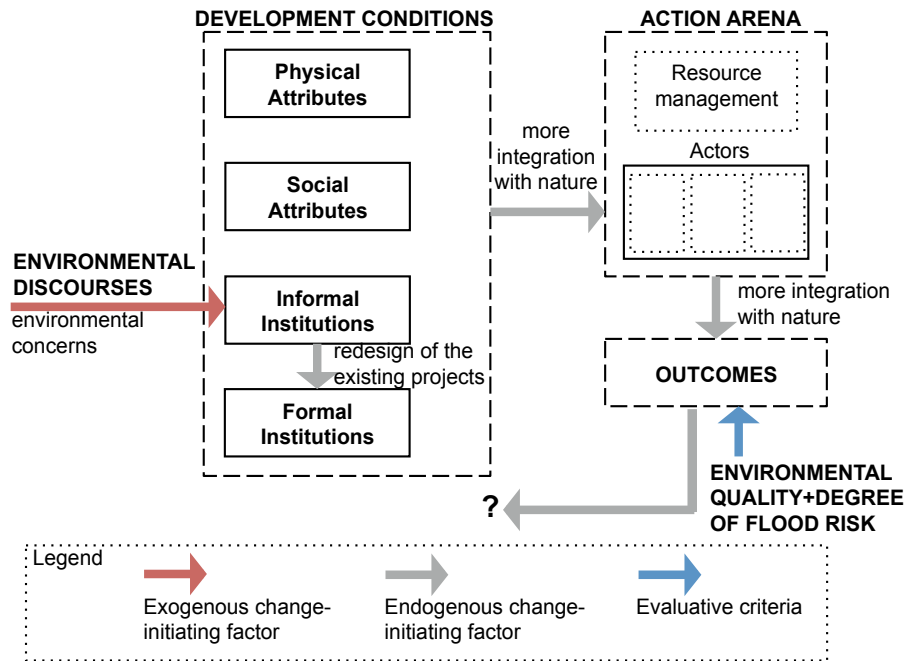 DEVELOPMENT CONDITIONS
Physical
Attributes
Social
Attributes
ENVIRONMENTAL
DISCOURSES
environmental
concerns
Informal
Institutions
redesign of the
existing projects
Formal
Institutions
more
integration
with nature
ACTION ARENA
Resource
management
Actors
more integration
with nature
OUTCOMES
ENVIRONMENTAL
QUALITY+DEGREE
OF FLOOD RISK
?
Legend
Exogenous change-
initiating factor
Endogenous change-
initiating factor
Evaluative criteria